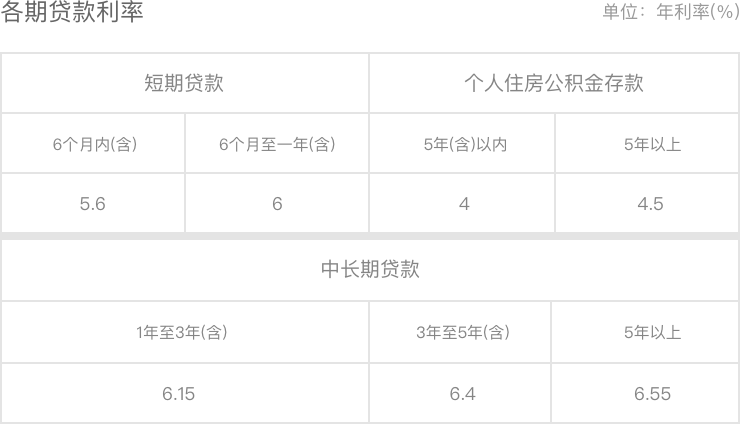 各期贷款利率 单位：年利率(%)
短期贷款 个人住房公积金存款
6个月内(含) 6个月至一年(含) 5年(含)以内 5年以上
5.6 6 4 4.5
中长期贷款
1年至3年(含) 3年至5年(含) 5年以上
6.15 6.4 6.55